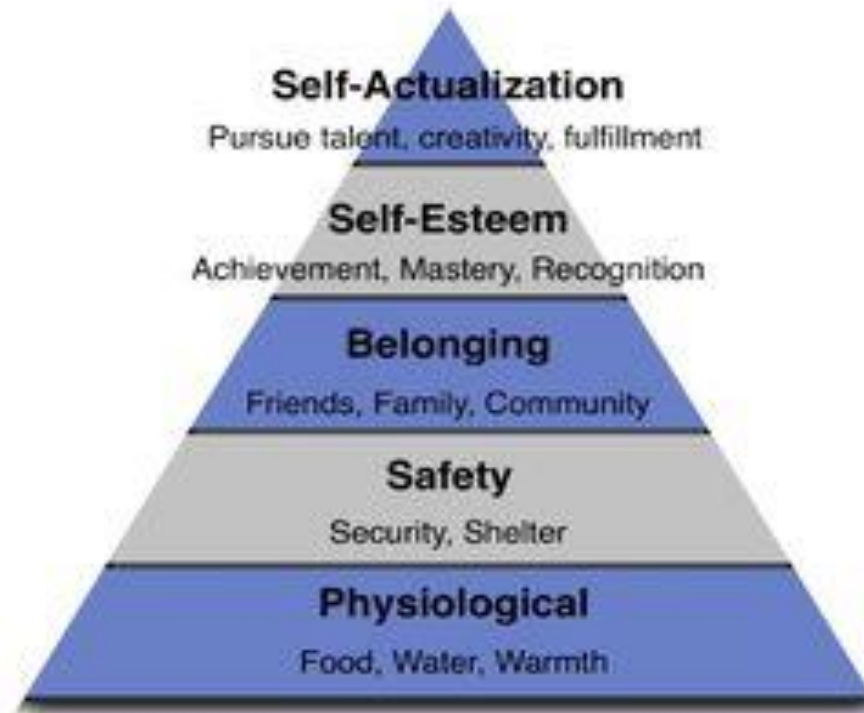 Self-Actualization
Pursue talent, creativity, fulfillment
Self-Esteem
Achievement, Mastery, Recognition
Belonging
Friends, Family, Community
Safety
Security, Shelter
Physiological
Food, Water, Warmth